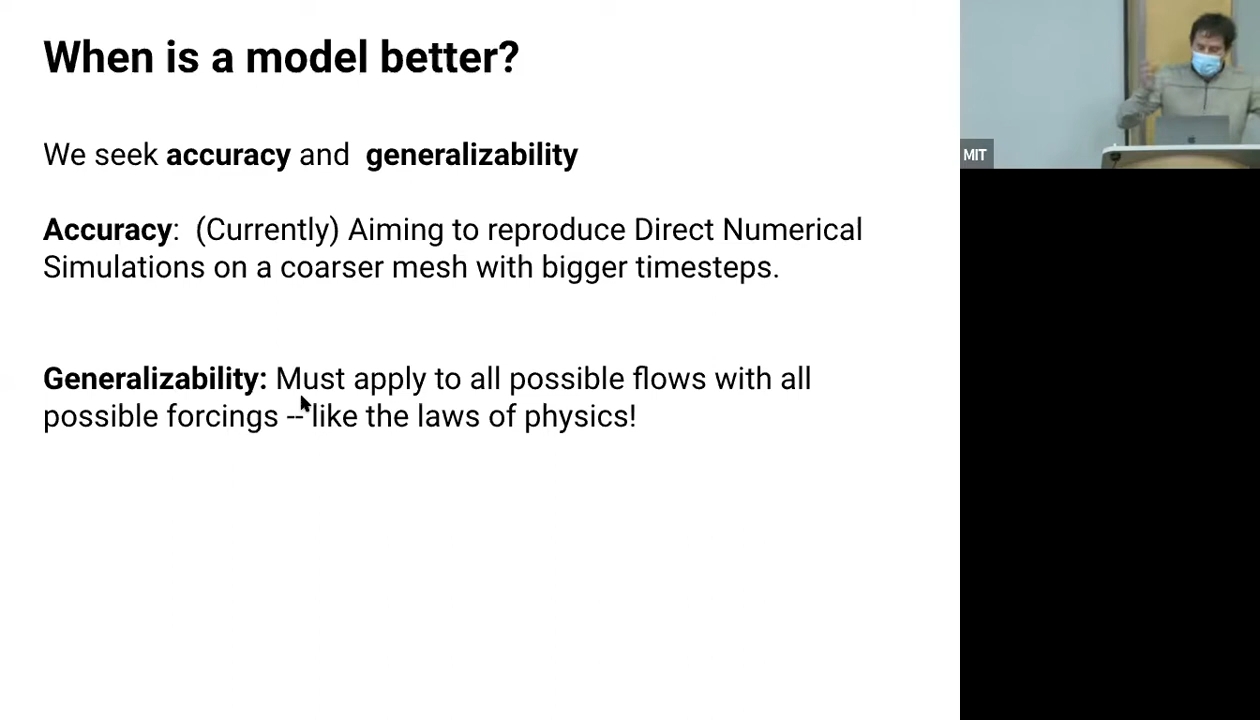 When is a model better?
We seek accuracy and generalizability
Accuracy: (Currently) Aiming to reproduce Direct Numerical
Simulations on a coarser mesh with bigger timesteps.
Generalizability: Must apply to all possible flows with all
possible forcings -- like the laws of physics!
MIT